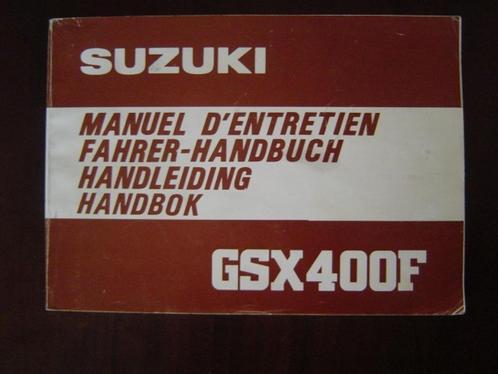 SUZUKI
MANUEL D'ENTRETIEN
FAHRER-HANDBUCH
HANDLEIDING
HANDBOK
GSX400F